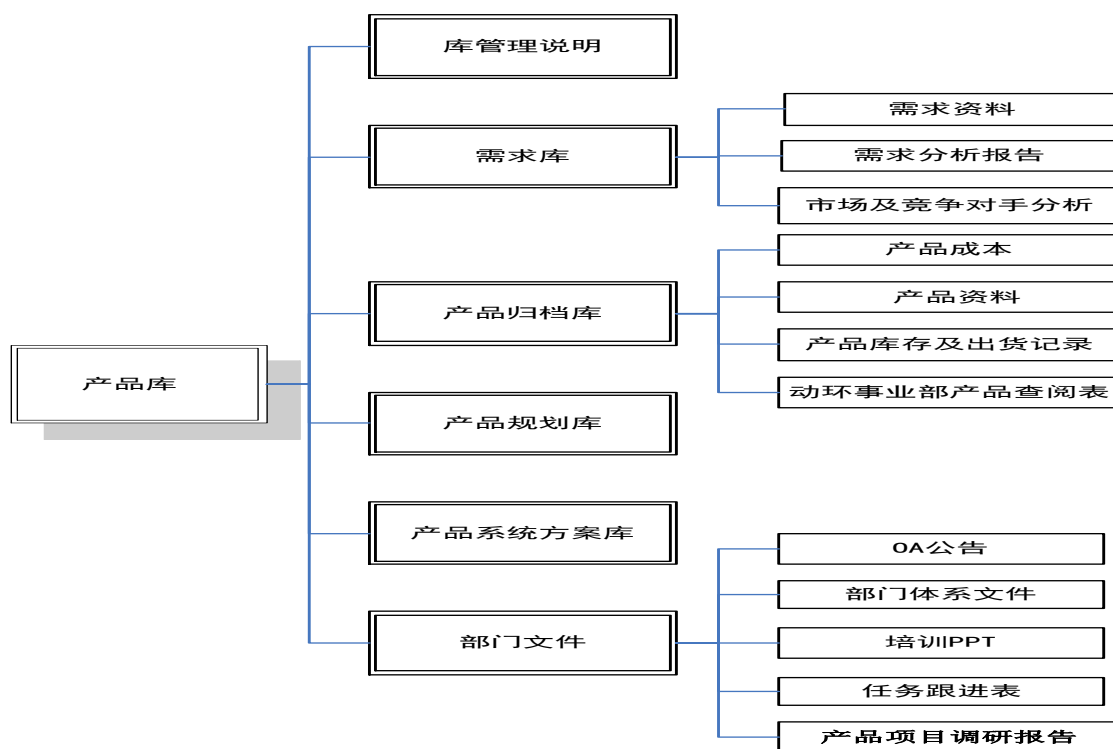 产品库
库管理说明
需求库
需求资料
需求分析报告
市场及竞争对手分析
产品归档库
产品成本
产品资料
产品库存及出货记录
动环事业部产品查阅表
产品规划库
产品系统方案库
部门文件
OA公告
部门体系文件
培训PPT
任务跟进表
产品项目调研报告